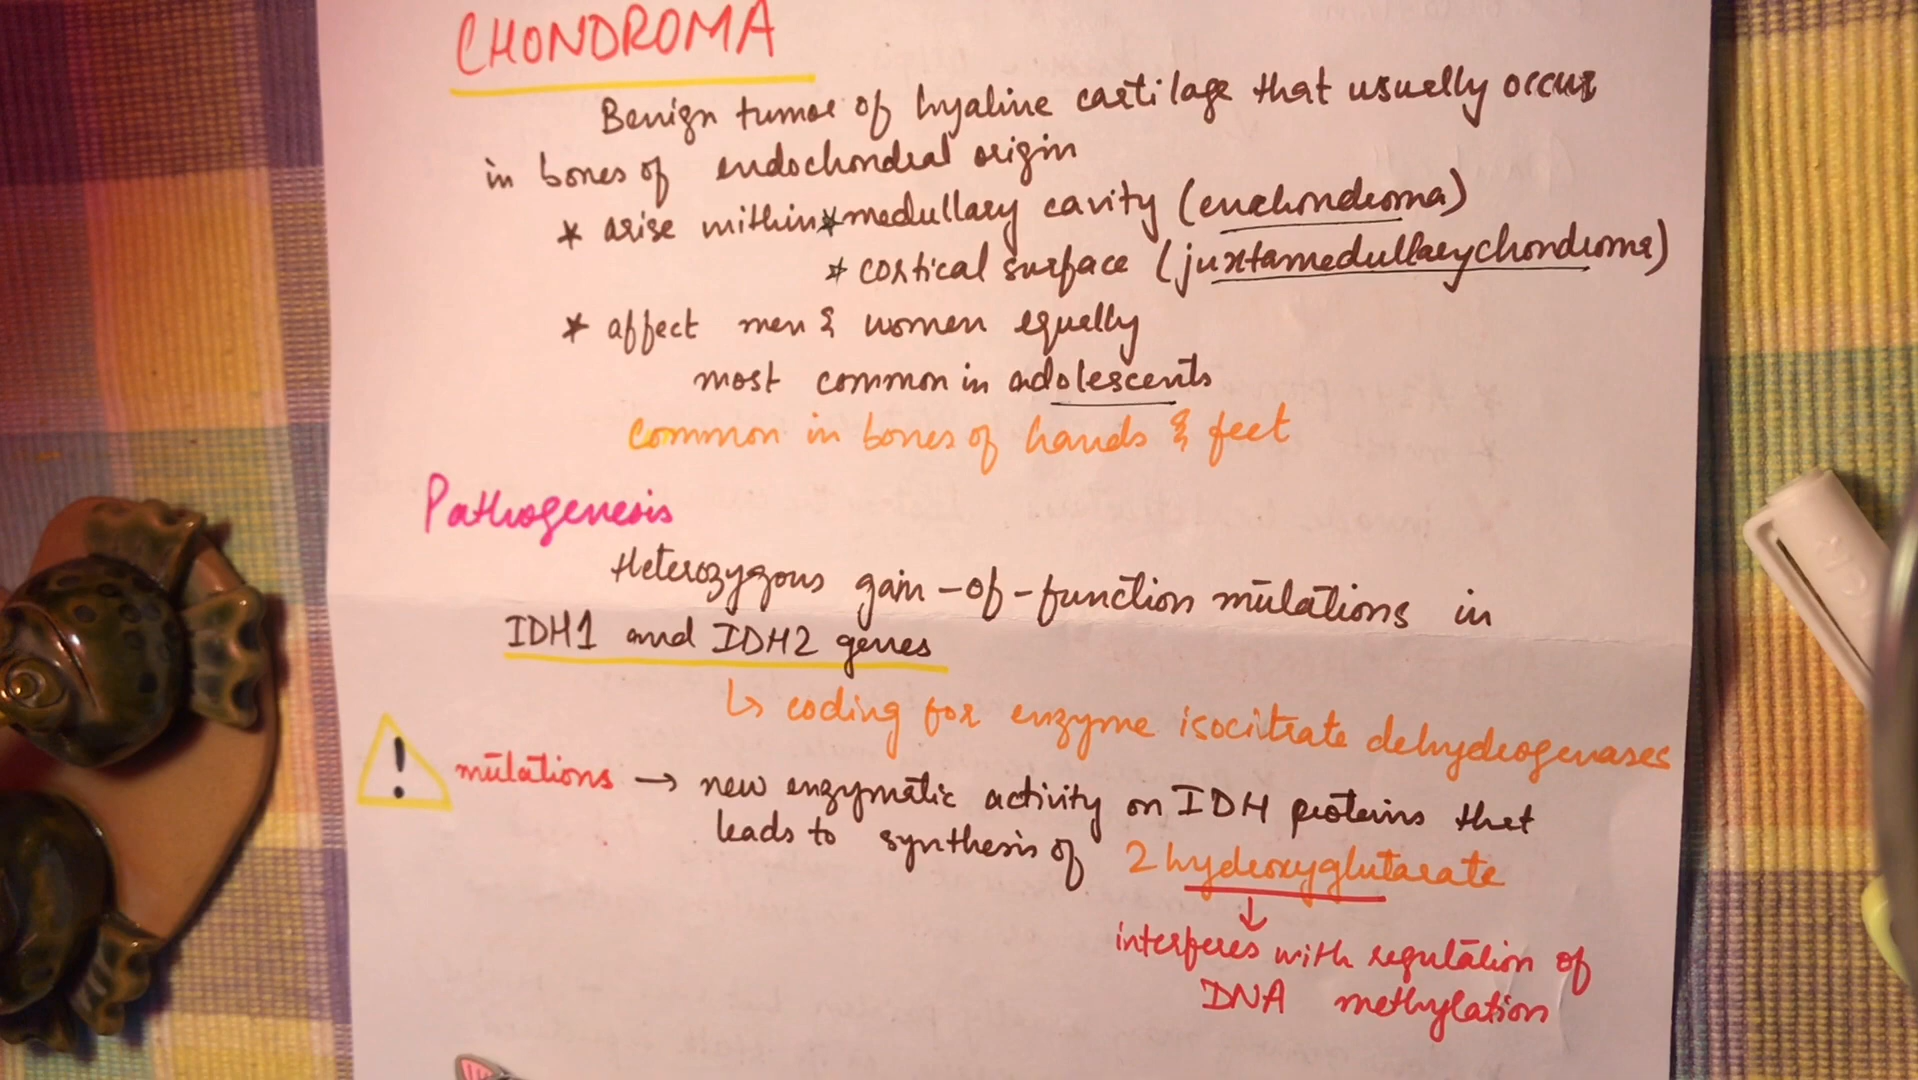 CHONDROMA
Benign tumor of hyaline cartilage that usually occur
in bones of endochondral origin
* arise within * medullary cavity (enchondroma)
* cortical surface (juxtamedullarychondroma)
* affect men & women equally
most common in adolescents
common in bones of hands & feet
Pathogenesis
Heterozygous gain-of-function mutations in
IDH1 and IDH2 genes
↳ coding for enzyme isocitrate dehydrogenases
! mutations → new enzymatic activity on IDH proteins that
leads to synthesis of 2 hydroxyglutarate
↓
interferes with regulation of
DNA methylation